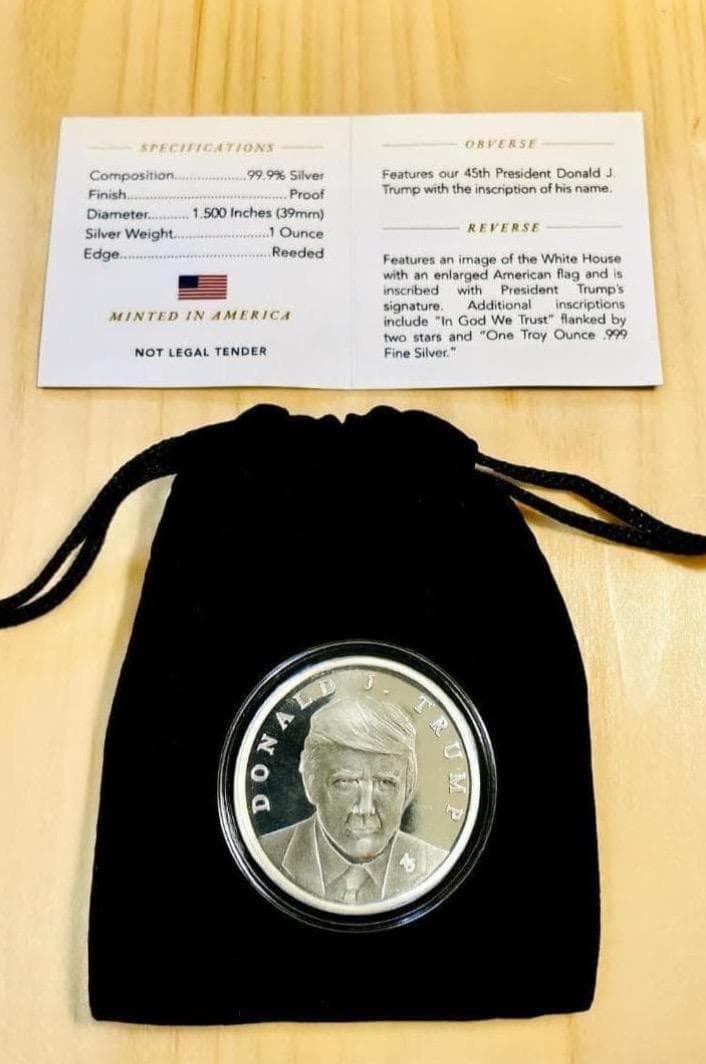 SPECIFICATIONS
Composition................99.9% Silver
Finish.....................................Proof
Diameter.......... 1.500 Inches (39mm)
Silver Weight.......................1 Ounce
Edge.....................................Reeded
MINTED IN AMERICA
NOT LEGAL TENDER
OBVERSE
Features our 45th President Donald J.
Trump with the inscription of his name.
REVERSE
Features an image of the White House
with an enlarged American flag and is
inscribed with President Trump's
signature. Additional inscriptions
include "In God We Trust" flanked by
two stars and "One Troy Ounce .999
Fine Silver."
DONALD J. TRUMP